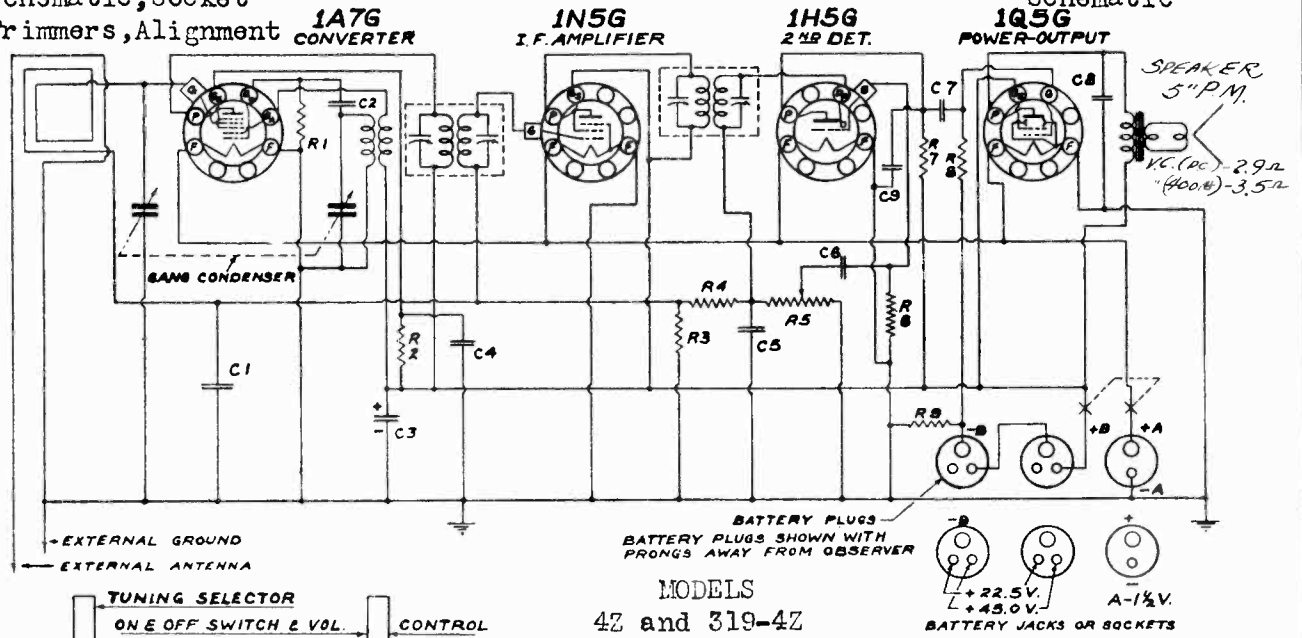 chematic, Socket
rimmers, Alignment
schematic
1A7G
CONVERTER
1N5G
I.F. AMPLIFIER
1H5G
2ND DET.
1Q5G
POWER-OUTPUT
SPEAKER
5" P.M.
V.C.(DC)-2.9Ω
"(400#)-3.5Ω
G
P
F
F
C2
R1
G
F
F
G
P
F
F
C7
R7
R8
C9
G
P
F
F
C8
GANG CONDENSER
C6
R4
R5
R6
R3
C5
R2
C4
C1
+
-
C3
R9
-B
+B
+A
-A
BATTERY PLUGS
BATTERY PLUGS SHOWN WITH
PRONGS AWAY FROM OBSERVER
-B
+22.5V.
+45.0V.
+
-
A-1½V.
BATTERY JACKS OR SOCKETS
EXTERNAL GROUND
EXTERNAL ANTENNA
TUNING SELECTOR
ON & OFF SWITCH & VOL. CONTROL
MODELS
4Z and 319-4Z